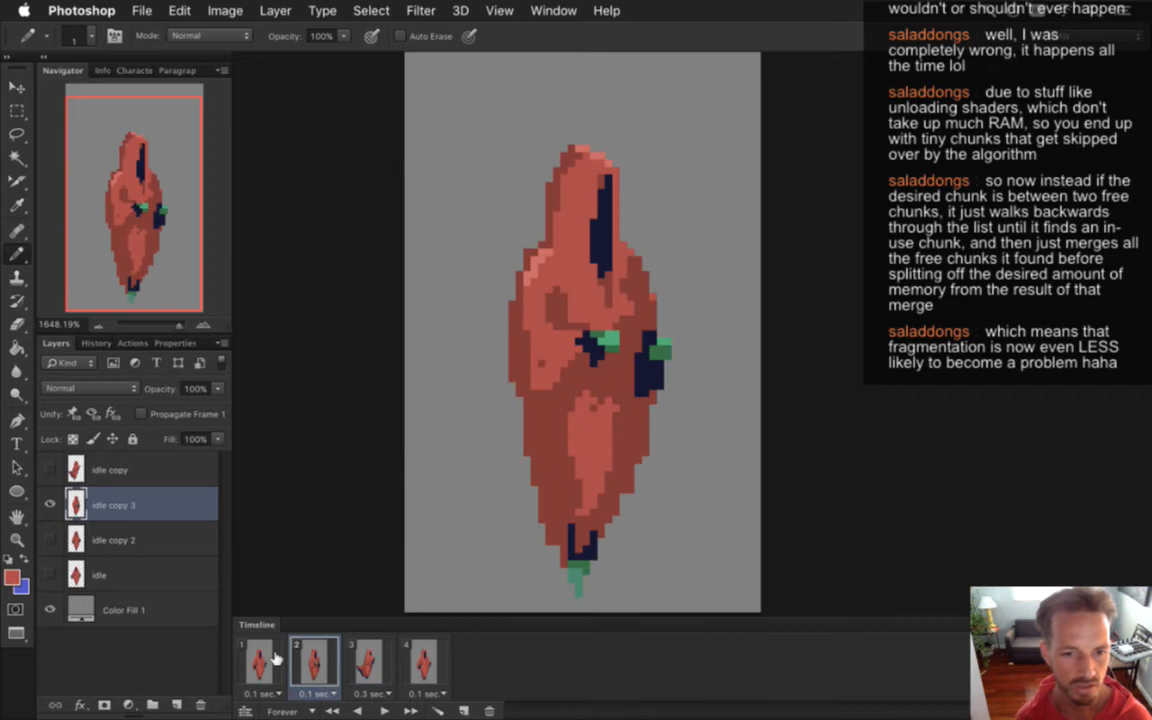 Photoshop File Edit Image Layer Type Select Filter 3D View Window Help
1 Mode: Normal Opacity: 100% Auto Erase
Navigator Info Characte Paragrap
1648.19%
Layers History Actions Properties
Kind
Normal Opacity: 100%
Unify: Propagate Frame 1
Lock: Fill: 100%
idle copy
idle copy 3
idle copy 2
idle
Color Fill 1
Timeline
1 2 3 4
0.1 sec. 0.1 sec. 0.3 sec. 0.1 sec.
Forever
wouldn't or shouldn't ever happen
saladdongs well, I was
completely wrong, it happens all
the time lol
saladdongs due to stuff like
unloading shaders, which don't
take up much RAM, so you end up
with tiny chunks that get skipped
over by the algorithm
saladdongs so now instead if the
desired chunk is between two free
chunks, it just walks backwards
through the list until it finds an in-
use chunk, and then just merges all
the free chunks it found before
splitting off the desired amount of
memory from the result of that
merge
saladdongs which means that
fragmentation is now even LESS
likely to become a problem haha